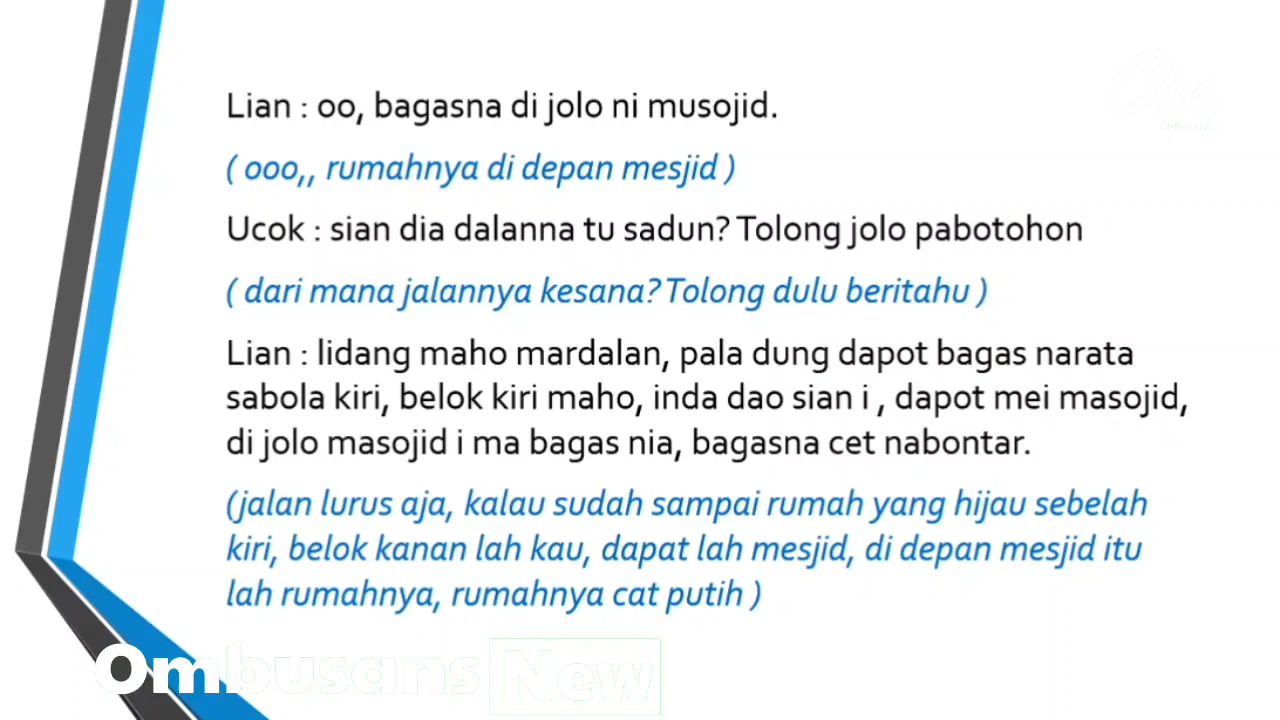 Lian : oo, bagasna di jolo ni musojid.
( ooo,, rumahnya di depan mesjid )
Ucok : sian dia dalanna tu sadun? Tolong jolo pabotohon
( dari mana jalannya kesana? Tolong dulu beritahu )
Lian : lidang maho mardalan, pala dung dapot bagas narata
sabola kiri, belok kiri maho, inda dao sian i , dapot mei masojid,
di jolo masojid i ma bagas nia, bagasna cet nabontar.
(jalan lurus aja, kalau sudah sampai rumah yang hijau sebelah
kiri, belok kanan lah kau, dapat lah mesjid, di depan mesjid itu
lah rumahnya, rumahnya cat putih )
Ombusans New